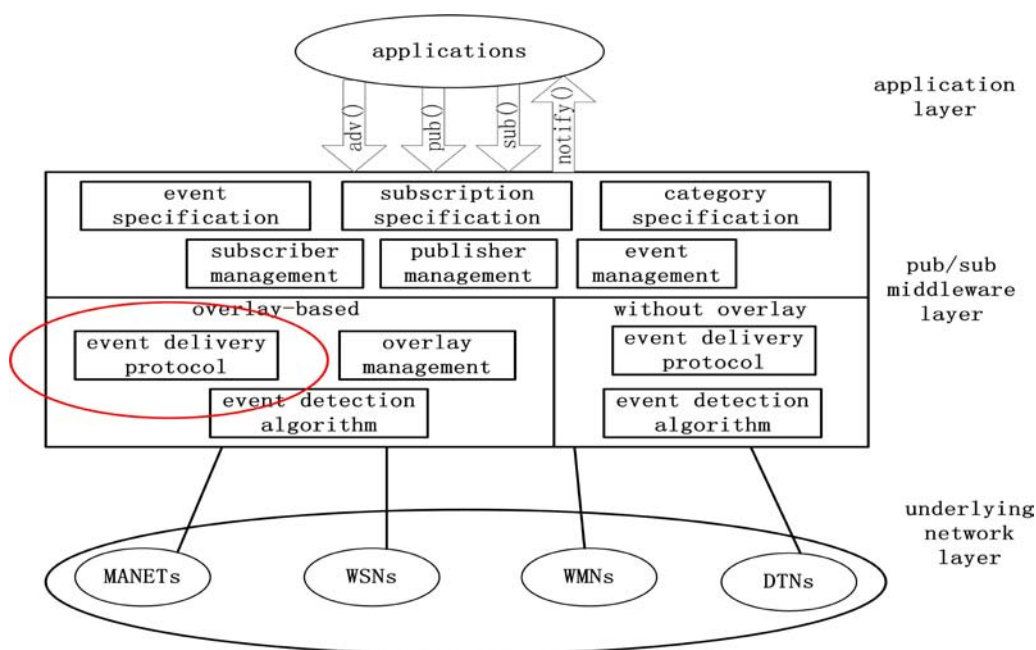 applications
application
layer
adv()
pub()
sub()
notify()
event
specification
subscription
specification
category
specification
subscriber
management
publisher
management
event
management
pub/sub
middleware
layer
overlay-based
event delivery
protocol
overlay
management
event detection
algorithm
without overlay
event delivery
protocol
event detection
algorithm
underlying
network
layer
MANETs
WSNs
WMNs
DTNs